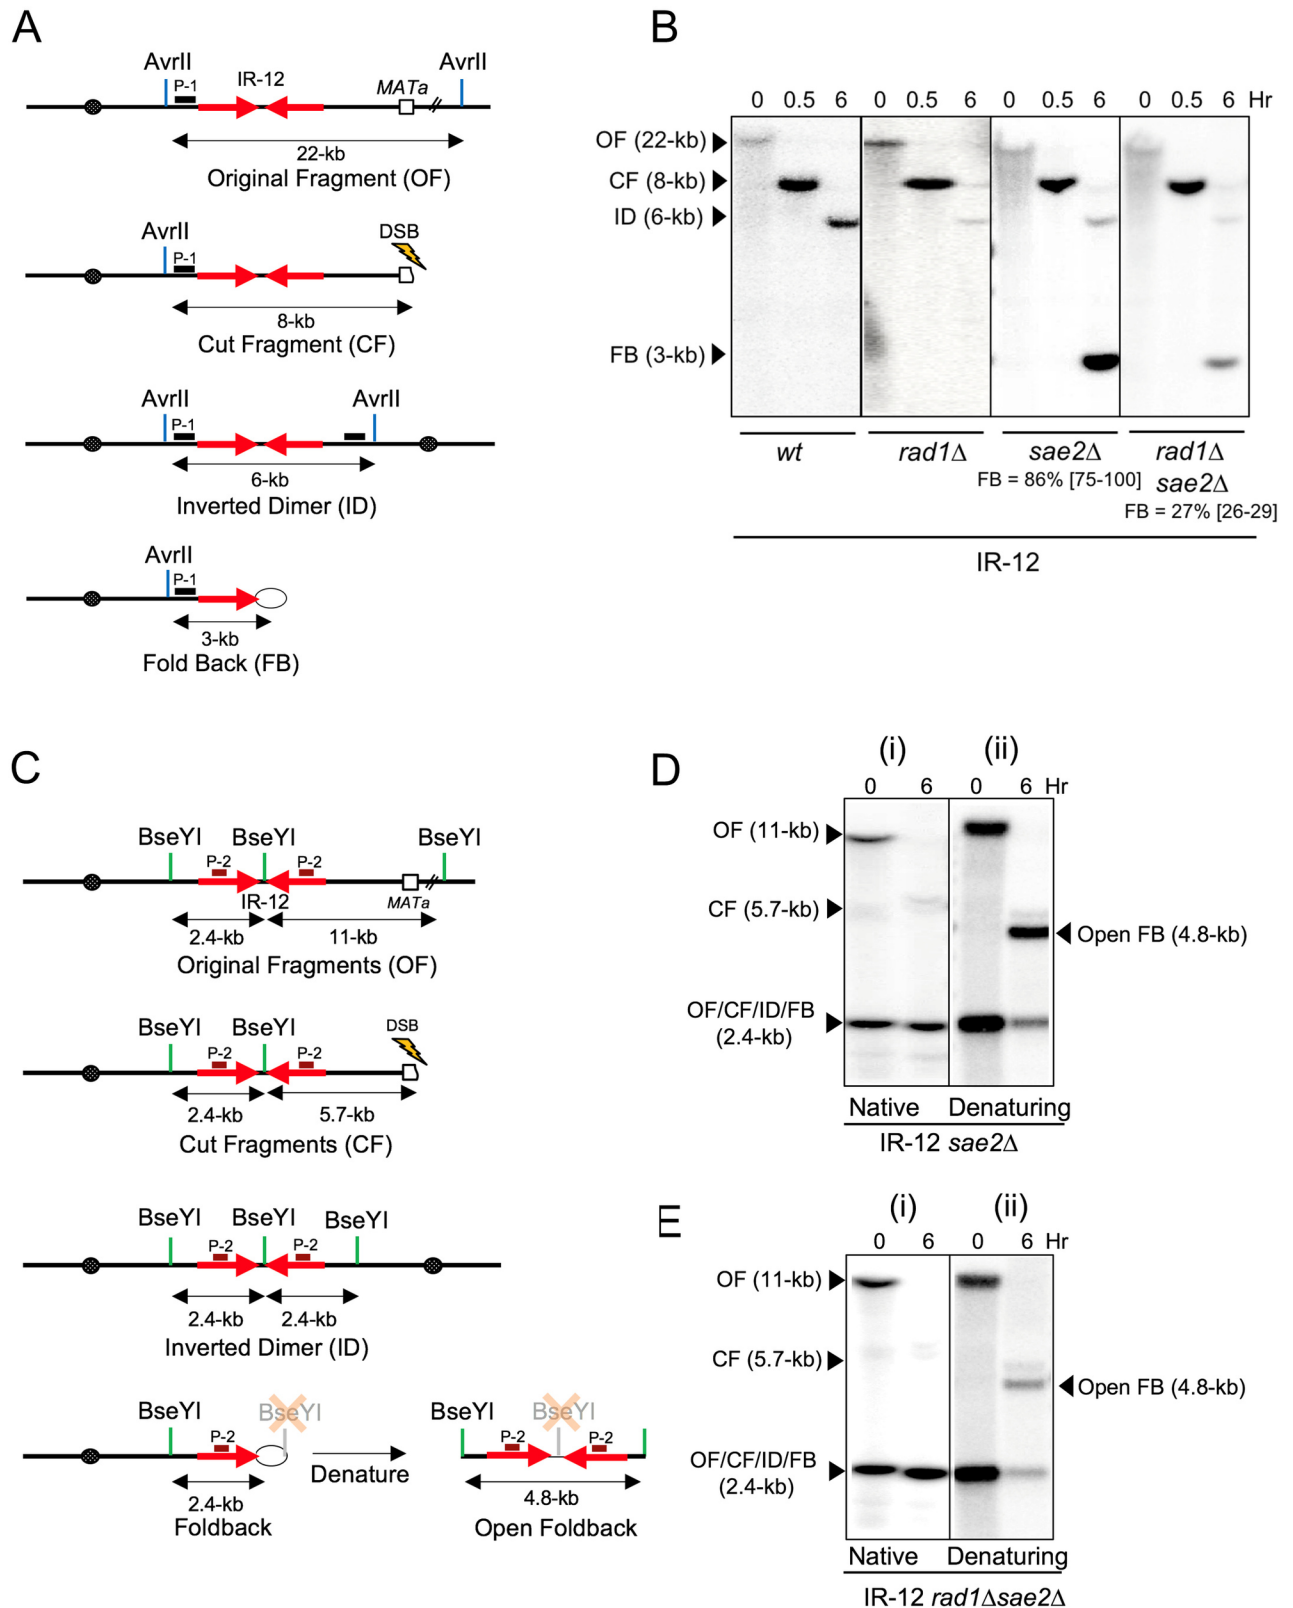 A
AvrII
AvrII
P-1
IR-12
MATa
22-kb
Original Fragment (OF)
AvrII
DSB
P-1
8-kb
Cut Fragment (CF)
AvrII
AvrII
P-1
6-kb
Inverted Dimer (ID)
AvrII
P-1
3-kb
Fold Back (FB)
B
0 0.5 6 0 0.5 6 0 0.5 6 0 0.5 6 Hr
OF (22-kb)
CF (8-kb)
ID (6-kb)
FB (3-kb)
wt
rad1Δ
sae2Δ
FB = 86% [75-100]
rad1Δ
sae2Δ
FB = 27% [26-29]
IR-12
C
BseYI BseYI BseYI
P-2 P-2
IR-12
MATa
2.4-kb 11-kb
Original Fragments (OF)
BseYI BseYI
DSB
P-2 P-2
2.4-kb 5.7-kb
Cut Fragments (CF)
BseYI BseYI BseYI
P-2 P-2
2.4-kb 2.4-kb
Inverted Dimer (ID)
BseYI BseYI
P-2
2.4-kb
Foldback
Denature
BseYI BseYI
P-2 P-2
4.8-kb
Open Foldback
D
(i) (ii)
0 6 0 6 Hr
OF (11-kb)
CF (5.7-kb)
Open FB (4.8-kb)
OF/CF/ID/FB
(2.4-kb)
Native Denaturing
IR-12 sae2Δ
E
(i) (ii)
0 6 0 6 Hr
OF (11-kb)
CF (5.7-kb)
Open FB (4.8-kb)
OF/CF/ID/FB
(2.4-kb)
Native Denaturing
IR-12 rad1Δsae2Δ